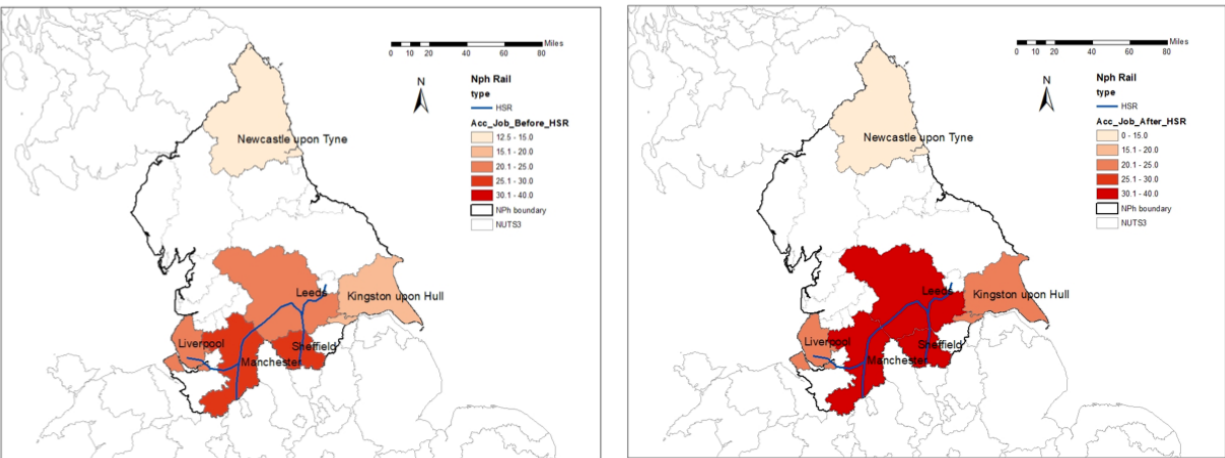 0 10 20 40 60 80 Miles
N
Nph Rail
type
HSR
Acc_Job_Before_HSR
12.5 - 15.0
15.1 - 20.0
20.1 - 25.0
25.1 - 30.0
30.1 - 40.0
NPh boundary
NUTS3
Newcastle upon Tyne
Leeds
Kingston upon Hull
Liverpool
Sheffield
Manchester
0 10 20 40 60 80 Miles
N
Nph Rail
type
HSR
Acc_Job_After_HSR
0 - 15.0
15.1 - 20.0
20.1 - 25.0
25.1 - 30.0
30.1 - 40.0
NPh boundary
NUTS3
Newcastle upon Tyne
Leeds
Kingston upon Hull
Liverpool
Sheffield
Manchester